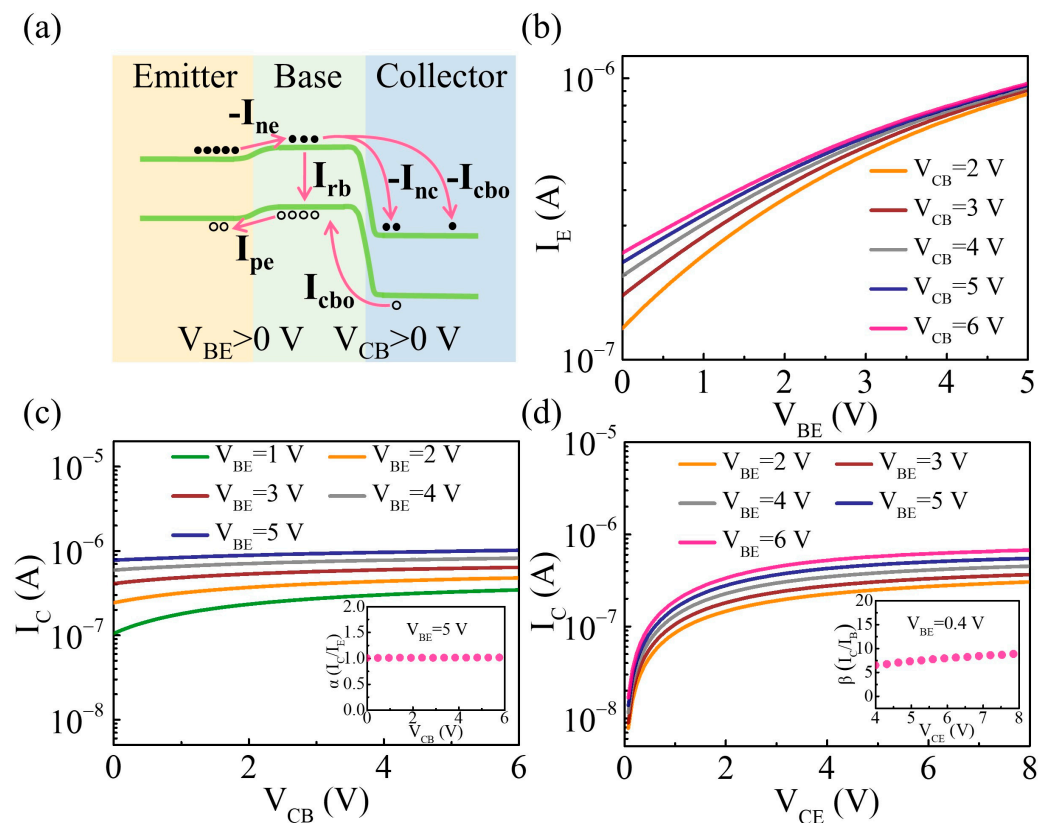 (a)
Emitter Base Collector
-I_ne
I_rb
-I_nc
-I_cbo
I_pe
I_cbo
V_BE>0 V V_CB>0 V
(b)
10^-6
V_CB=2 V
V_CB=3 V
V_CB=4 V
V_CB=5 V
V_CB=6 V
10^-7
I_E (A)
0 1 2 3 4 5
V_BE (V)
(c)
V_BE=1 V V_BE=2 V
V_BE=3 V V_BE=4 V
V_BE=5 V
10^-5
10^-6
10^-7
10^-8
I_C (A)
0 2 4 6
V_CB (V)
V_BE=5 V
2.0
1.5
1.0
0.5
0.0
α (I_C/I_E)
0 2 4 6
V_CB (V)
(d)
V_BE=2 V V_BE=3 V
V_BE=4 V V_BE=5 V
V_BE=6 V
10^-5
10^-6
10^-7
10^-8
I_C (A)
0 2 4 6 8
V_CE (V)
V_BE=0.4 V
20
15
10
5
0
β (I_C/I_B)
4 5 6 7 8
V_CE (V)